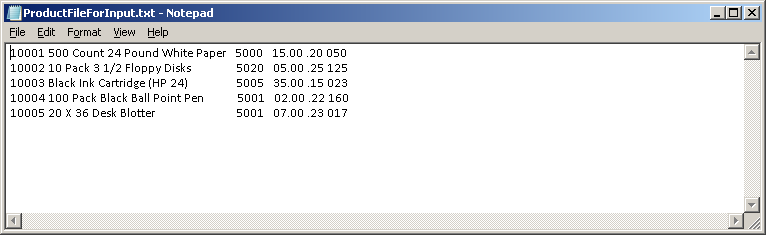 ProductFileForInput.txt - Notepad
File Edit Format View Help
10001 500 Count 24 Pound White Paper 5000 15.00 .20 050
10002 10 Pack 3 1/2 Floppy Disks 5020 05.00 .25 125
10003 Black Ink Cartridge (HP 24) 5005 35.00 .15 023
10004 100 Pack Black Ball Point Pen 5001 02.00 .22 160
10005 20 X 36 Desk Blotter 5001 07.00 .23 017